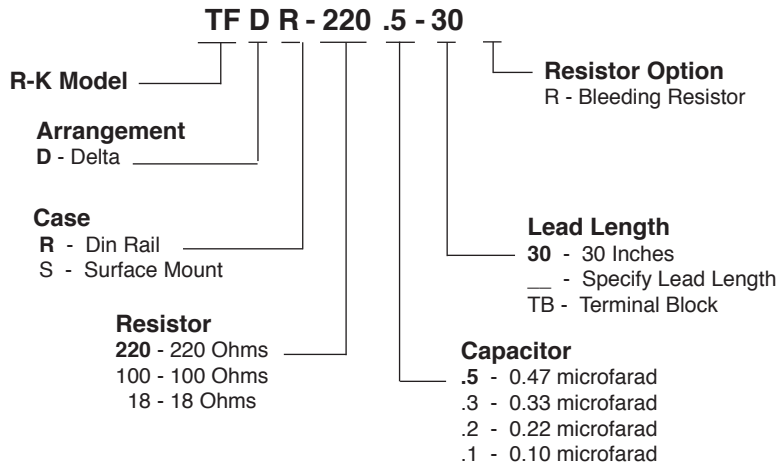 TF D R - 220 .5 - 30
R-K Model
Resistor Option
R - Bleeding Resistor
Arrangement
D - Delta
Case
R - Din Rail
S - Surface Mount
Lead Length
30 - 30 Inches
__ - Specify Lead Length
TB - Terminal Block
Resistor
220 - 220 Ohms
100 - 100 Ohms
18 - 18 Ohms
Capacitor
.5 - 0.47 microfarad
.3 - 0.33 microfarad
.2 - 0.22 microfarad
.1 - 0.10 microfarad